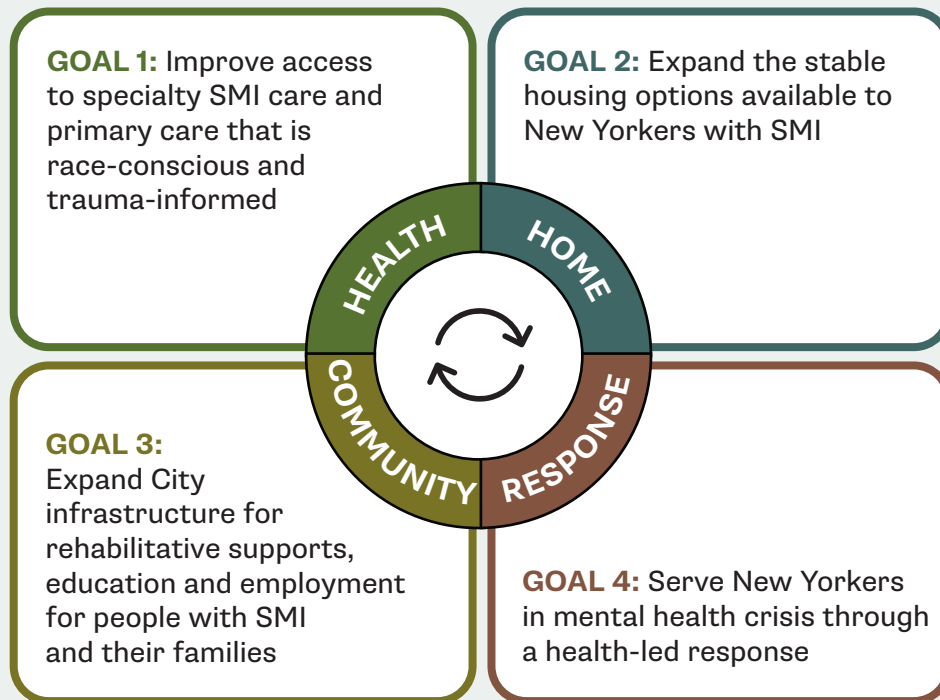 GOAL 1: Improve access
to specialty SMI care and
primary care that is
race-conscious and
trauma-informed
GOAL 2: Expand the stable
housing options available to
New Yorkers with SMI
HEALTH
HOME
COMMUNITY
RESPONSE
GOAL 3:
Expand City
infrastructure for
rehabilitative supports,
education and employment
for people with SMI
and their families
GOAL 4: Serve New Yorkers
in mental health crisis through
a health-led response